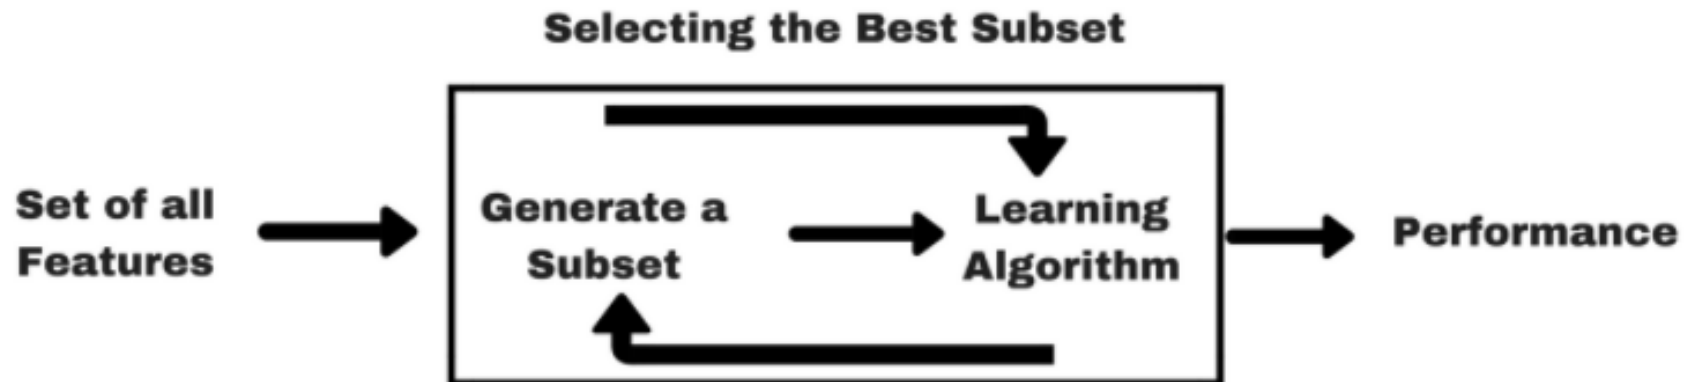 Selecting the Best Subset
Set of all
Features
Generate a
Subset
Learning
Algorithm
Performance